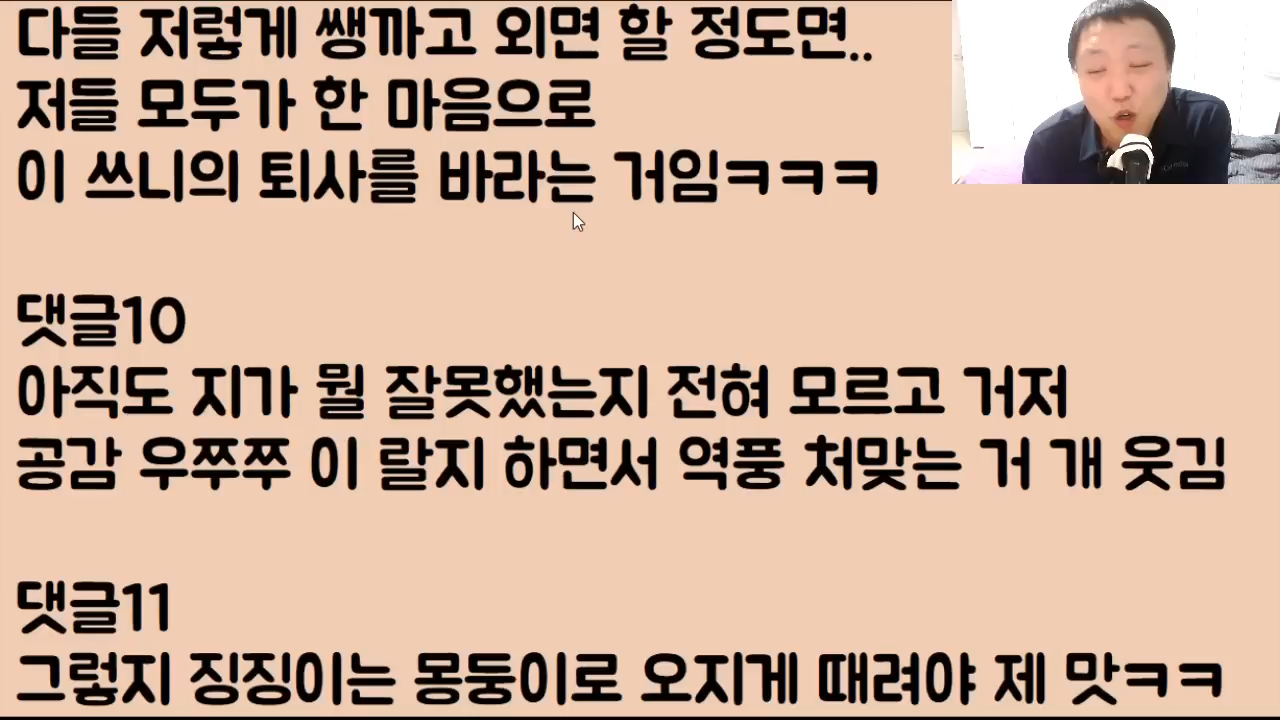 다들 저렇게 쌩까고 외면 할 정도면..
저들 모두가 한 마음으로
이 쓰니의 퇴사를 바라는 거임ㅋㅋㅋ
댓글10
아직도 지가 뭘 잘못했는지 전혀 모르고 거저
공감 우쭈쭈 이 랄지 하면서 역풍 처맞는 거 개 웃김
댓글11
그렇지 징징이는 몽둥이로 오지게 때려야 제 맛ㅋㅋ